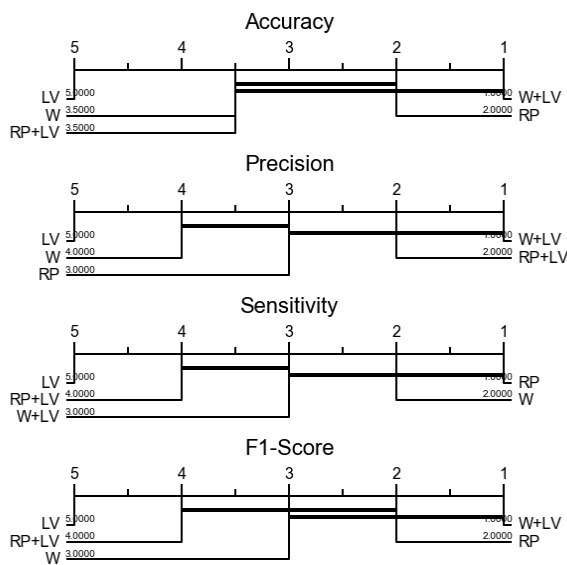 Accuracy
5 4 3 2 1
LV 5.0000 1.0000 W+LV
W 3.5000 2.0000 RP
RP+LV 3.5000
Precision
5 4 3 2 1
LV 5.0000 1.0000 W+LV
W 4.0000 2.0000 RP+LV
RP 3.0000
Sensitivity
5 4 3 2 1
LV 5.0000 1.0000 RP
RP+LV 4.0000 2.0000 W
W+LV 3.0000
F1-Score
5 4 3 2 1
LV 5.0000 1.0000 W+LV
RP+LV 4.0000 2.0000 RP
W 3.0000